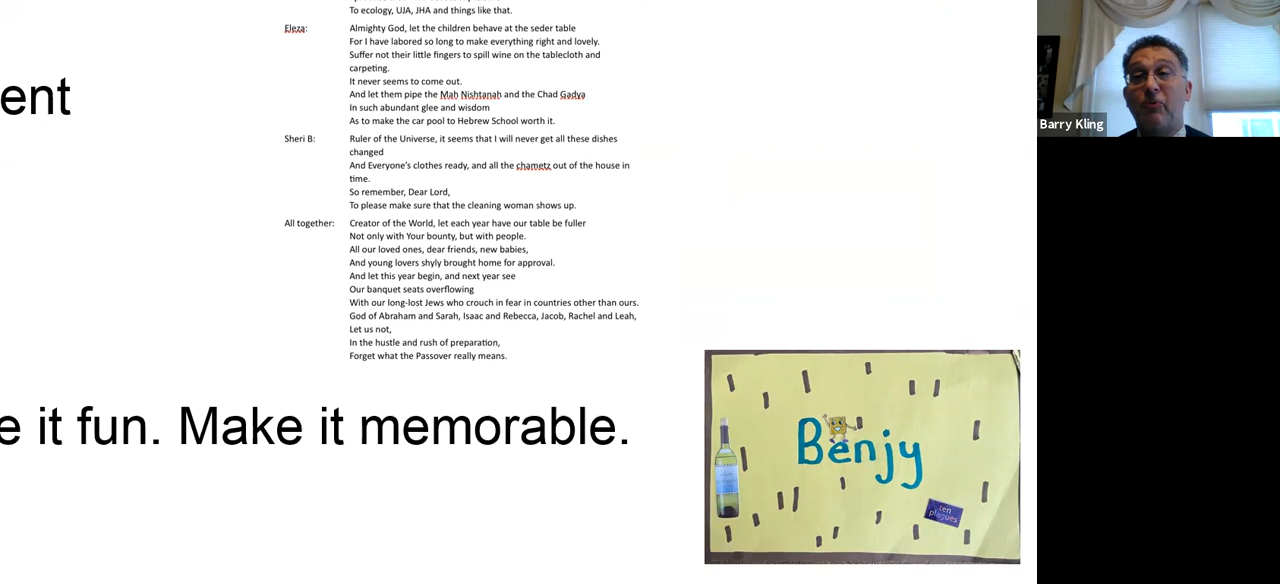 To ecology, UJA, JHA and things like that.
Eleza: Almighty God, let the children behave at the seder table
For I have labored so long to make everything right and lovely.
Suffer not their little fingers to spill wine on the tablecloth and
carpeting.
It never seems to come out.
And let them pipe the Mah Nishtanah and the Chad Gadya
In such abundant glee and wisdom
As to make the car pool to Hebrew School worth it.
Sheri B: Ruler of the Universe, it seems that I will never get all these dishes
changed
And Everyone's clothes ready, and all the chametz out of the house in
time.
So remember, Dear Lord,
To please make sure that the cleaning woman shows up.
All together: Creator of the World, let each year have our table be fuller
Not only with Your bounty, but with people.
All our loved ones, dear friends, new babies,
And young lovers shyly brought home for approval.
And let this year begin, and next year see
Our banquet seats overflowing
With our long-lost Jews who crouch in fear in countries other than ours.
God of Abraham and Sarah, Isaac and Rebecca, Jacob, Rachel and Leah,
Let us not,
In the hustle and rush of preparation,
Forget what the Passover really means.
ent
e it fun. Make it memorable.
Benjy
ten
plagues
Barry Kling